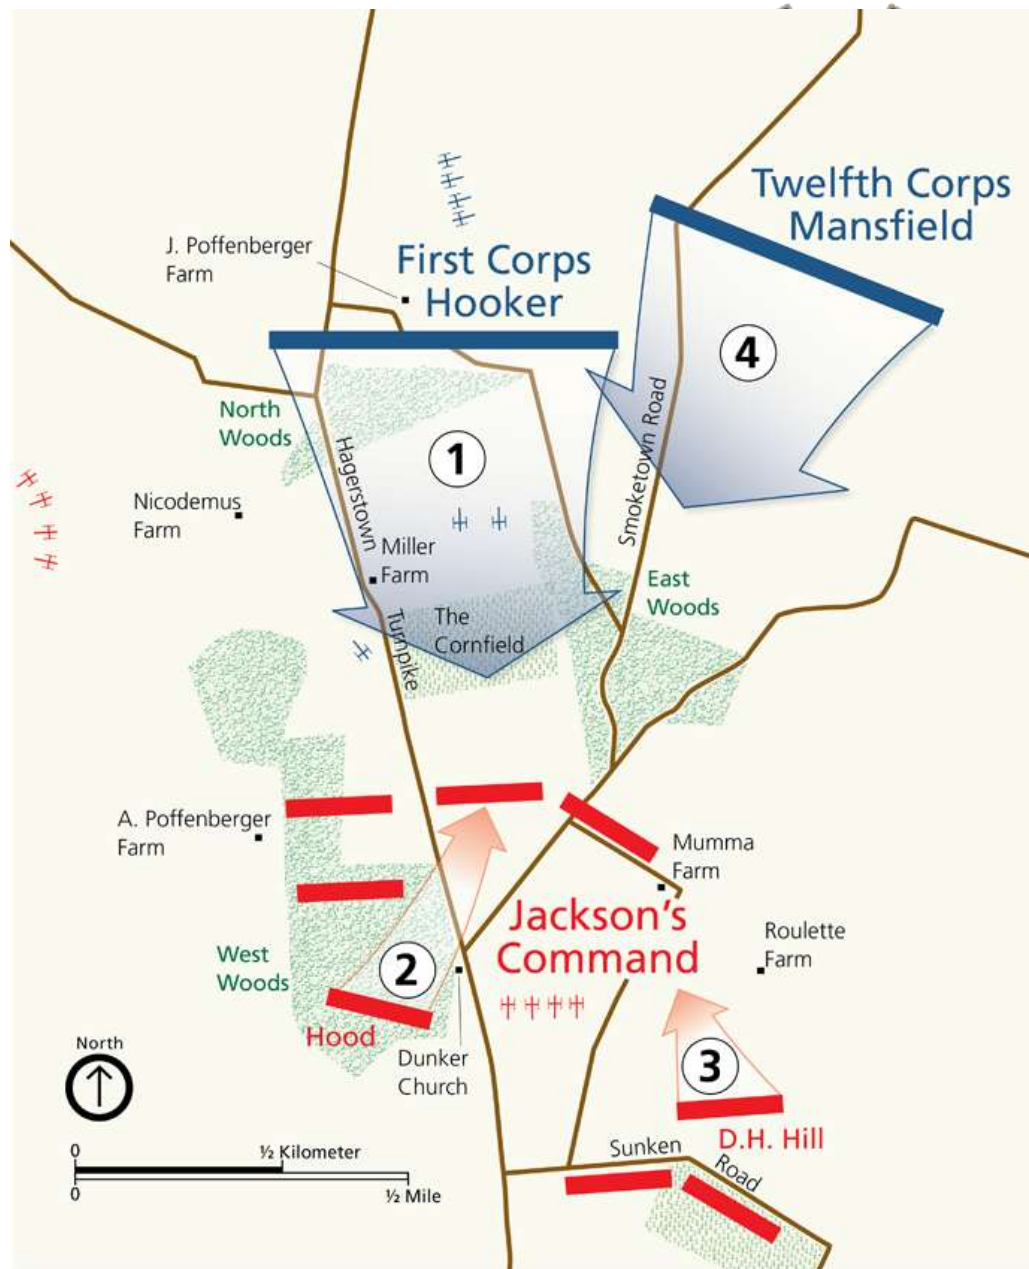 Twelfth Corps
Mansfield
J. Poffenberger
Farm
First Corps
Hooker
4
North
Woods
1
Hagerstown
Turnpike
Smoketown Road
Nicodemus
Farm
Miller
Farm
East
Woods
The
Cornfield
A. Poffenberger
Farm
Mumma
Farm
Jackson's
Command
Roulette
Farm
West
Woods
2
Hood
Dunker
Church
North
3
D.H. Hill
Sunken
Road
0
½ Kilometer
0
½ Mile